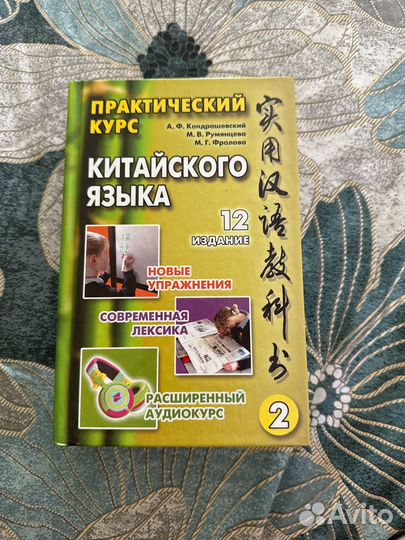 ПРАКТИЧЕСКИЙ
КУРС
А. Ф. Кондрашевский
М. В. Румянцева
М. Г. Фролова
КИТАЙСКОГО
ЯЗЫКА
实用汉语教科书
12
ИЗДАНИЕ
НОВЫЕ
УПРАЖНЕНИЯ
СОВРЕМЕННАЯ
ЛЕКСИКА
РАСШИРЕННЫЙ
АУДИОКУРС
2
Avito